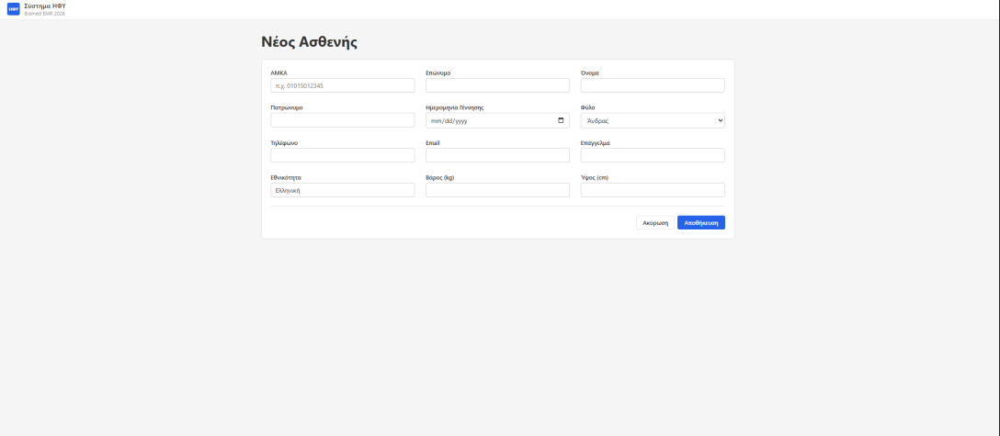 ΗΦΥ
Σύστημα ΗΦΥ
Biomed EMR 2026
Νέος Ασθενής
ΑΜΚΑ
Επώνυμο
Όνομα
π.χ. 01015012345
Πατρώνυμο
Ημερομηνία Γέννησης
Φύλο
mm/dd/yyyy
Άνδρας
Τηλέφωνο
Email
Επάγγελμα
Εθνικότητα
Βάρος (kg)
Ύψος (cm)
Ελληνική
Ακύρωση
Αποθήκευση